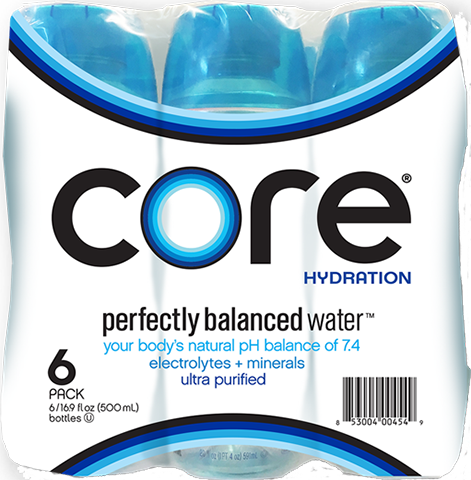 core®
HYDRATION
perfectly balanced water™
your body's natural pH balance of 7.4
electrolytes + minerals
ultra purified
6
PACK
6/16.9 fl oz (500 mL)
bottles Ⓤ
8 53004 00454 9